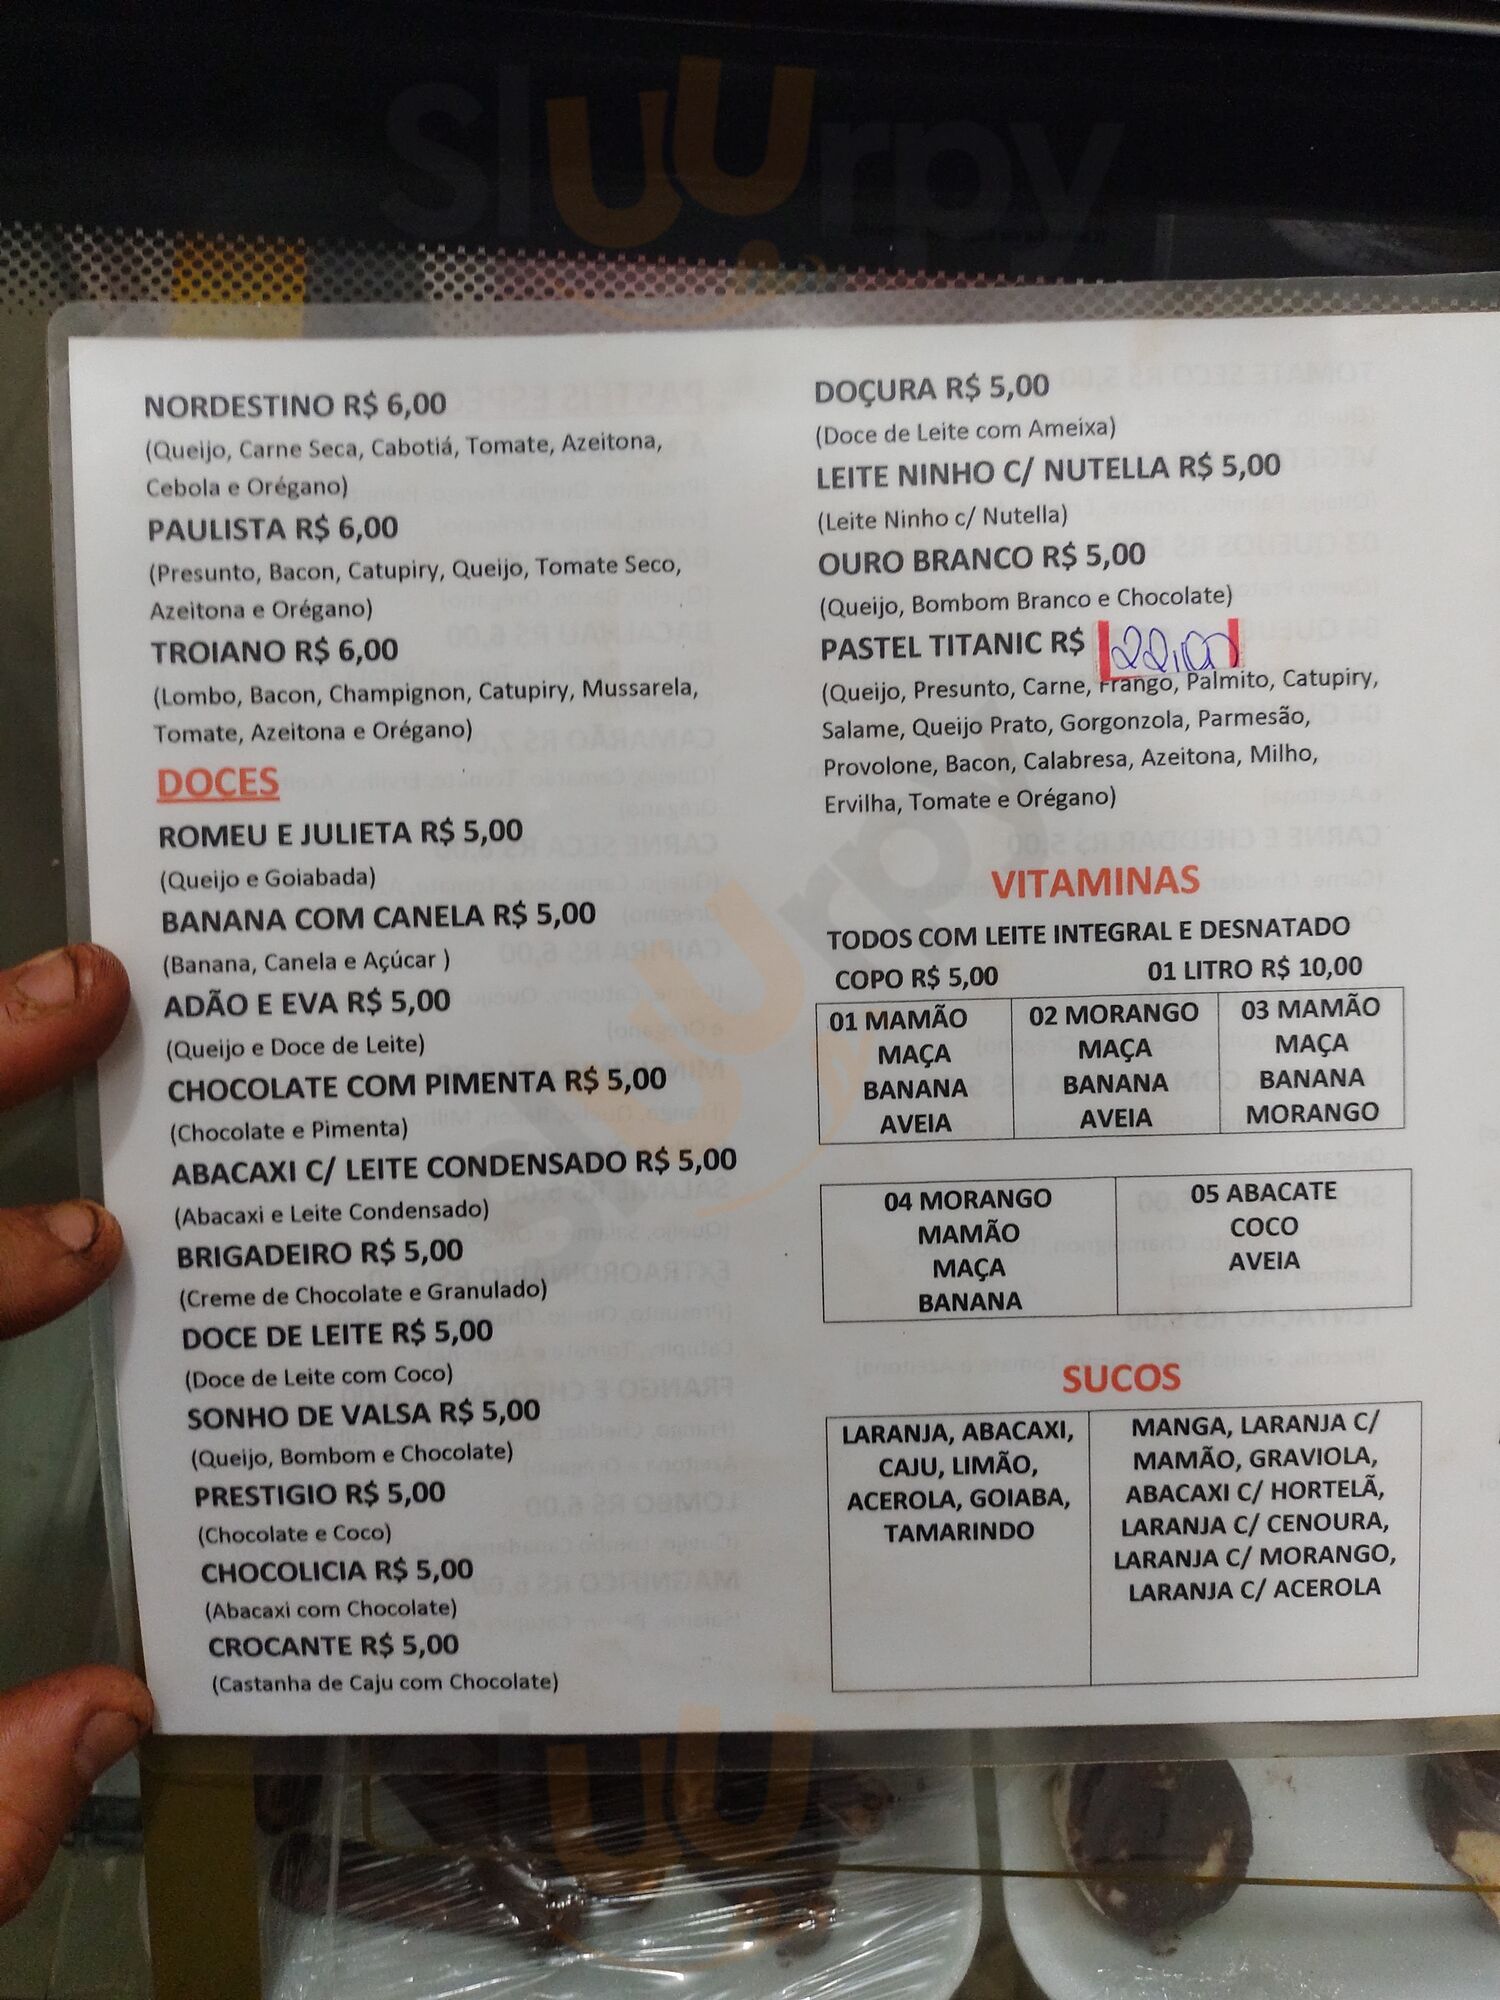 Sluurpy
NORDESTINO R$ 6,00
(Queijo, Carne Seca, Cabotiá, Tomate, Azeitona,
Cebola e Orégano)
PAULISTA R$ 6,00
(Presunto, Bacon, Catupiry, Queijo, Tomate Seco,
Azeitona e Orégano)
TROIANO R$ 6,00
(Lombo, Bacon, Champignon, Catupiry, Mussarela,
Tomate, Azeitona e Orégano)
DOCES
ROMEU E JULIETA R$ 5,00
(Queijo e Goiabada)
BANANA COM CANELA R$ 5,00
(Banana, Canela e Açúcar )
ADÃO E EVA R$ 5,00
(Queijo e Doce de Leite)
CHOCOLATE COM PIMENTA R$ 5,00
(Chocolate e Pimenta)
ABACAXI C/ LEITE CONDENSADO R$ 5,00
(Abacaxi e Leite Condensado)
BRIGADEIRO R$ 5,00
(Creme de Chocolate e Granulado)
DOCE DE LEITE R$ 5,00
(Doce de Leite com Coco)
SONHO DE VALSA R$ 5,00
(Queijo, Bombom e Chocolate)
PRESTIGIO R$ 5,00
(Chocolate e Coco)
CHOCOLICIA R$ 5,00
(Abacaxi com Chocolate)
CROCANTE R$ 5,00
(Castanha de Caju com Chocolate)
DOÇURA R$ 5,00
(Doce de Leite com Ameixa)
LEITE NINHO C/ NUTELLA R$ 5,00
(Leite Ninho c/ Nutella)
OURO BRANCO R$ 5,00
(Queijo, Bombom Branco e Chocolate)
PASTEL TITANIC R$ 22,00
(Queijo, Presunto, Carne, Frango, Palmito, Catupiry,
Salame, Queijo Prato, Gorgonzola, Parmesão,
Provolone, Bacon, Calabresa, Azeitona, Milho,
Ervilha, Tomate e Orégano)
VITAMINAS
TODOS COM LEITE INTEGRAL E DESNATADO
COPO R$ 5,00 01 LITRO R$ 10,00
01 MAMÃO
MAÇA
BANANA
AVEIA
02 MORANGO
MAÇA
BANANA
AVEIA
03 MAMÃO
MAÇA
BANANA
MORANGO
04 MORANGO
MAMÃO
MAÇA
BANANA
05 ABACATE
COCO
AVEIA
SUCOS
LARANJA, ABACAXI,
CAJU, LIMÃO,
ACEROLA, GOIABA,
TAMARINDO
MANGA, LARANJA C/
MAMÃO, GRAVIOLA,
ABACAXI C/ HORTELÃ,
LARANJA C/ CENOURA,
LARANJA C/ MORANGO,
LARANJA C/ ACEROLA